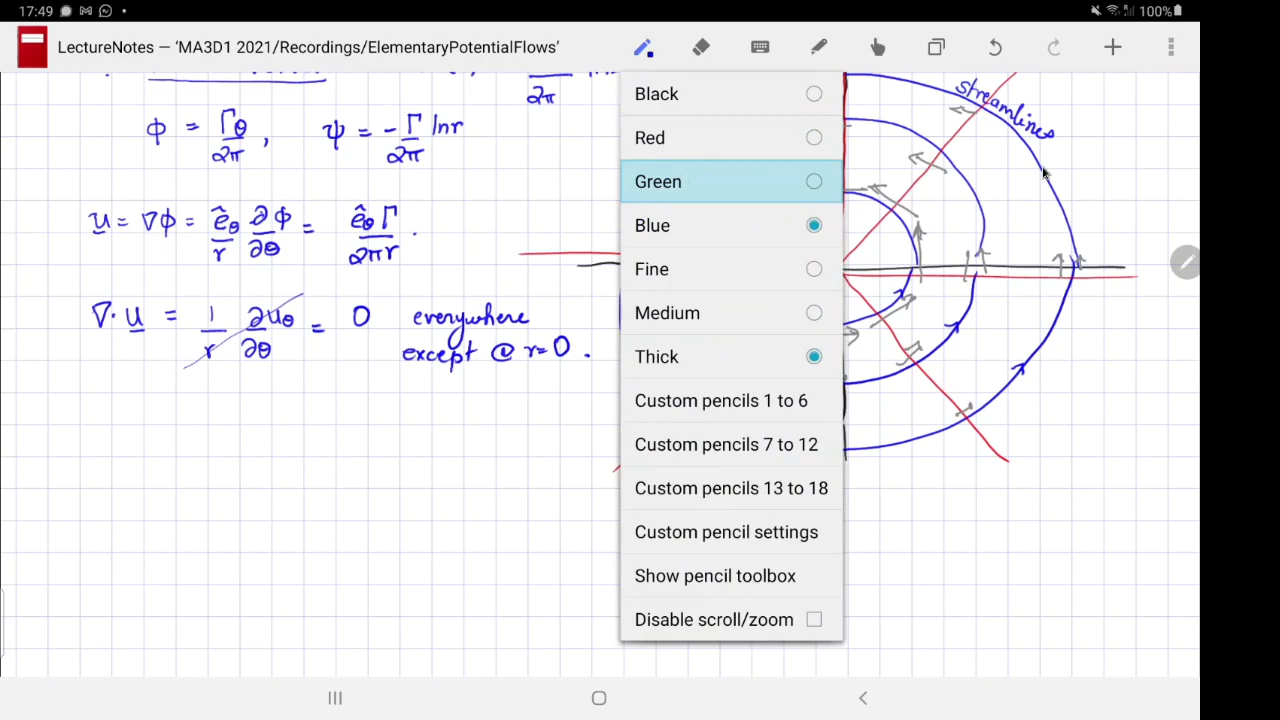 17:49
100%
LectureNotes — ‘MA3D1 2021/Recordings/ElementaryPotentialFlows’
2π
ϕ = Γθ/2π , ψ = -Γ/2π lnr
u = ∇ϕ = ê_θ/r ∂ϕ/∂θ = ê_θ Γ/2πr .
∇·u = 1/r ∂u_θ/∂θ = 0 everywhere
except @ r=0 .
Black
Red
Green
Blue
Fine
Medium
Thick
Custom pencils 1 to 6
Custom pencils 7 to 12
Custom pencils 13 to 18
Custom pencil settings
Show pencil toolbox
Disable scroll/zoom
streamlines